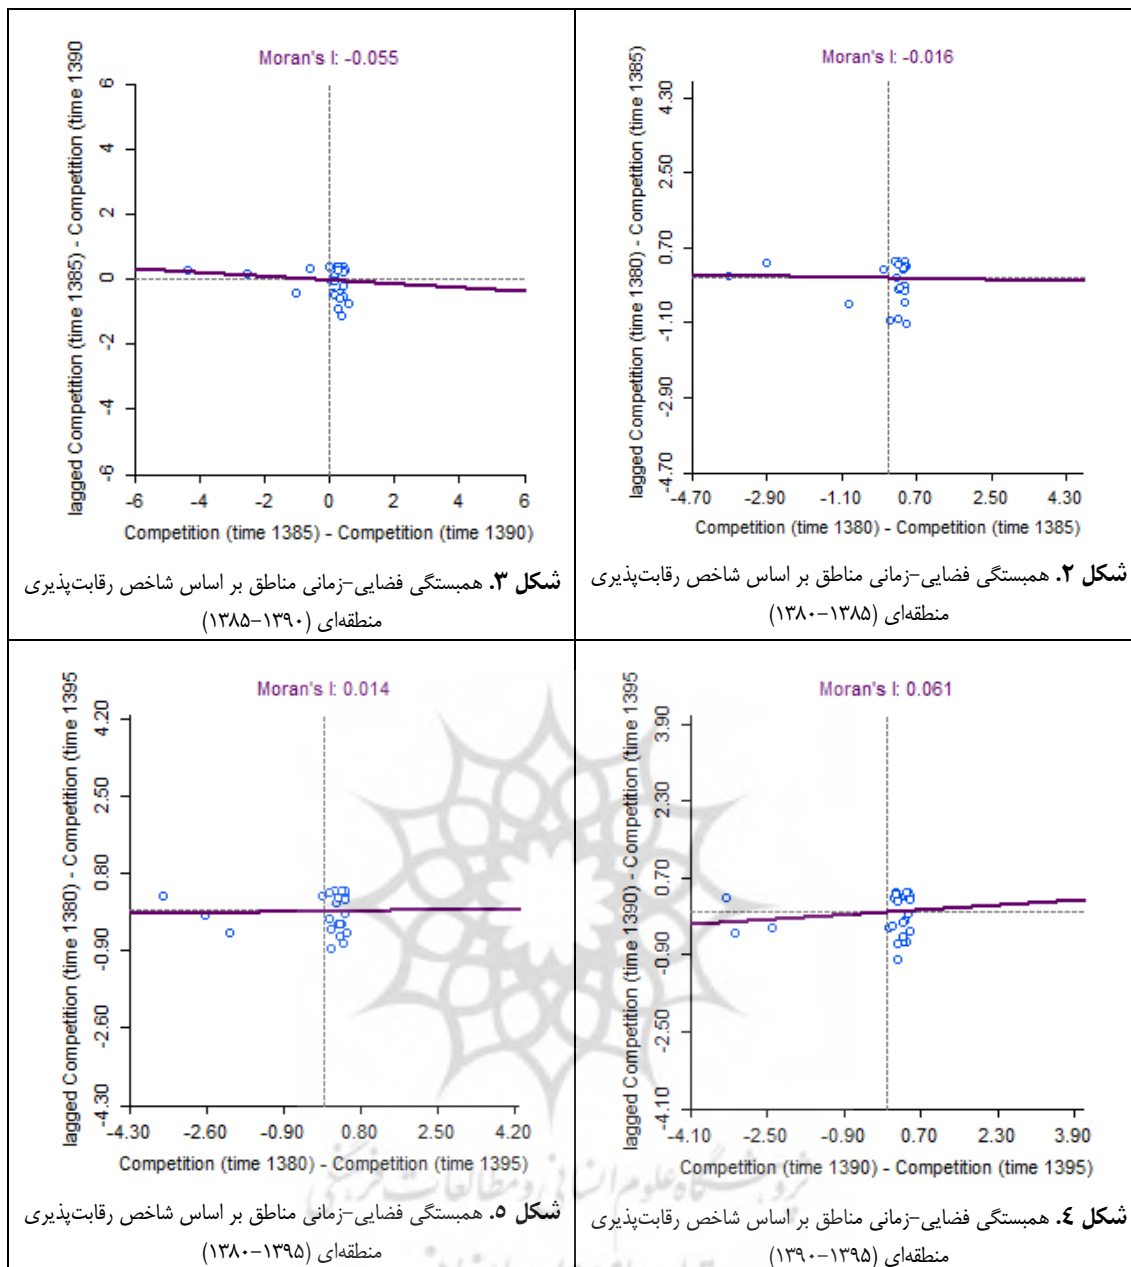 Moran's I: -0.016
lagged Competition (time 1380) - Competition (time 1385)
4.30
2.50
0.70
-1.10
-2.90
-4.70
-4.70 -2.90 -1.10 0.70 2.50 4.30
Competition (time 1380) - Competition (time 1385)
شکل ۲. همبستگی فضایی-زمانی مناطق بر اساس شاخص رقابت‌پذیری
منطقه‌ای (۱۳۸۵-۱۳۸۰)
Moran's I: -0.055
lagged Competition (time 1385) - Competition (time 1390
6
4
2
0
-2
-4
-6
-6 -4 -2 0 2 4 6
Competition (time 1385) - Competition (time 1390)
شکل ۳. همبستگی فضایی-زمانی مناطق بر اساس شاخص رقابت‌پذیری
منطقه‌ای (۱۳۹۰-۱۳۸۵)
Moran's I: 0.061
lagged Competition (time 1390) - Competition (time 1395
3.90
2.30
0.70
-0.90
-2.50
-4.10
-4.10 -2.50 -0.90 0.70 2.30 3.90
Competition (time 1390) - Competition (time 1395)
شکل ٤. همبستگی فضایی-زمانی مناطق بر اساس شاخص رقابت‌پذیری
منطقه‌ای (۱۳۹۵-۱۳۹۰)
Moran's I: 0.014
lagged Competition (time 1380) - Competition (time 1395
4.20
2.50
0.80
-0.90
-2.60
-4.30
-4.30 -2.60 -0.90 0.80 2.50 4.20
Competition (time 1380) - Competition (time 1395)
شکل ٥. همبستگی فضایی-زمانی مناطق بر اساس شاخص رقابت‌پذیری
منطقه‌ای (۱۳۹۵-۱۳۸۰)
پژوهشگاه علوم انسانی و مطالعات فرهنگی